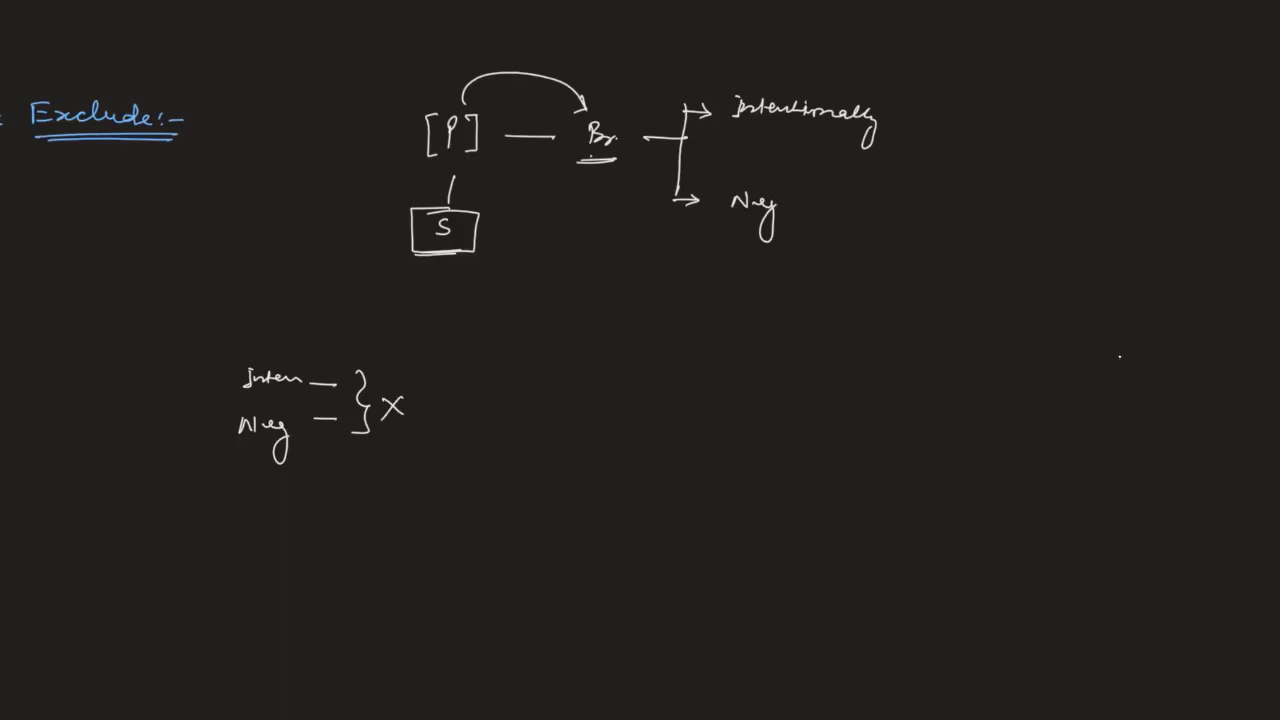 Exclude:-
[P] — Br. — → intentionally
S → Neg
Inten —
Neg — } X